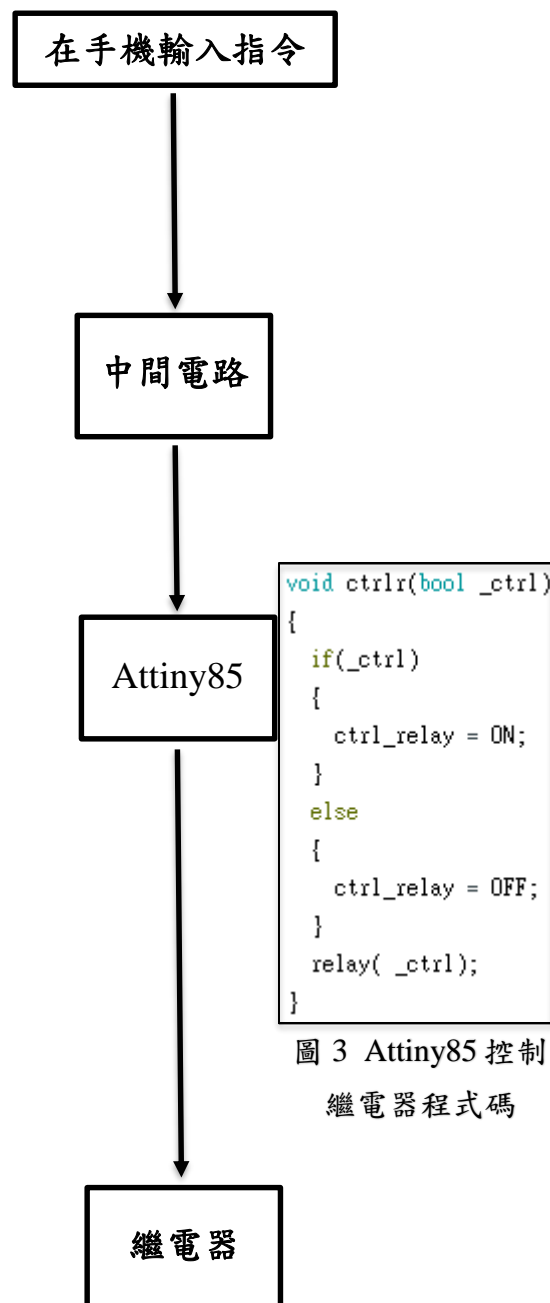 在手機輸入指令
中間電路
Attiny85
void ctrlr(bool _ctrl)
{
  if(_ctrl)
  {
    ctrl_relay = ON;
  }
  else
  {
    ctrl_relay = OFF;
  }
  relay( _ctrl);
}
圖 3 Attiny85 控制
繼電器程式碼
繼電器